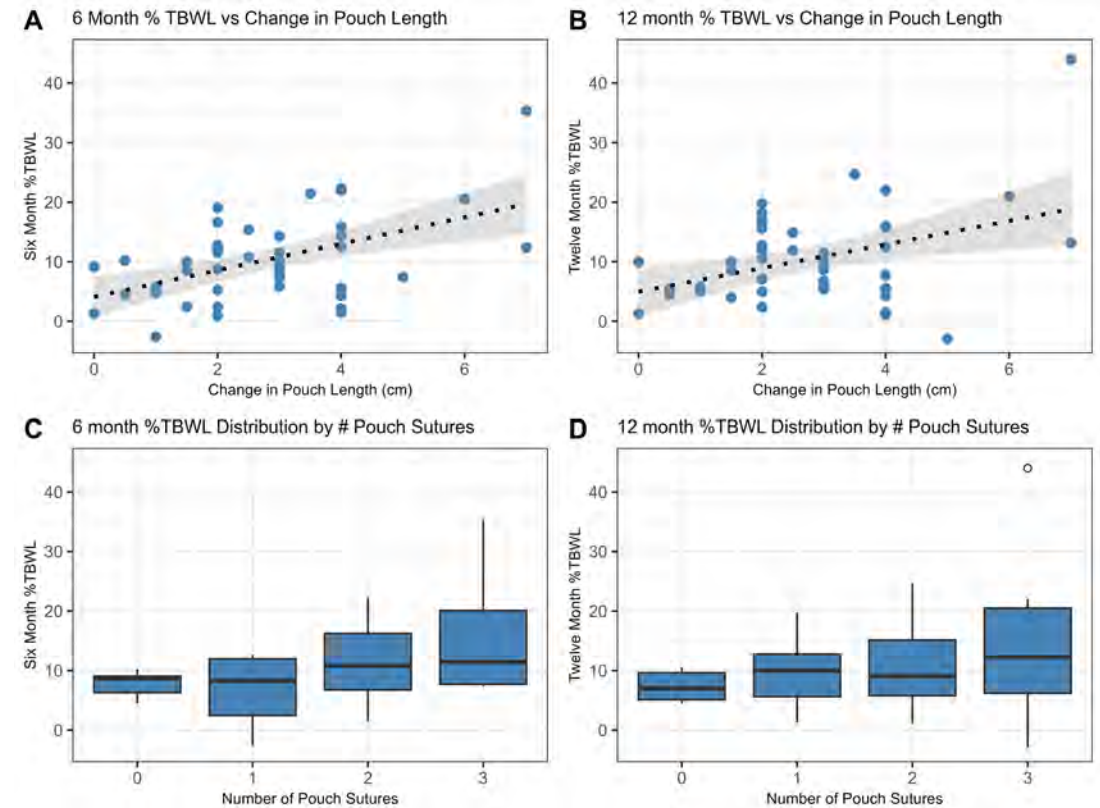 A 6 Month % TBWL vs Change in Pouch Length
Six Month %TBWL
40
30
20
10
0
0 2 4 6
Change in Pouch Length (cm)
B 12 month % TBWL vs Change in Pouch Length
Twelve Month %TBWL
40
30
20
10
0
0 2 4 6
Change in Pouch Length (cm)
C 6 month %TBWL Distribution by # Pouch Sutures
Six Month %TBWL
40
30
20
10
0
0 1 2 3
Number of Pouch Sutures
D 12 month %TBWL Distribution by # Pouch Sutures
Twelve Month %TBWL
40
30
20
10
0
0 1 2 3
Number of Pouch Sutures